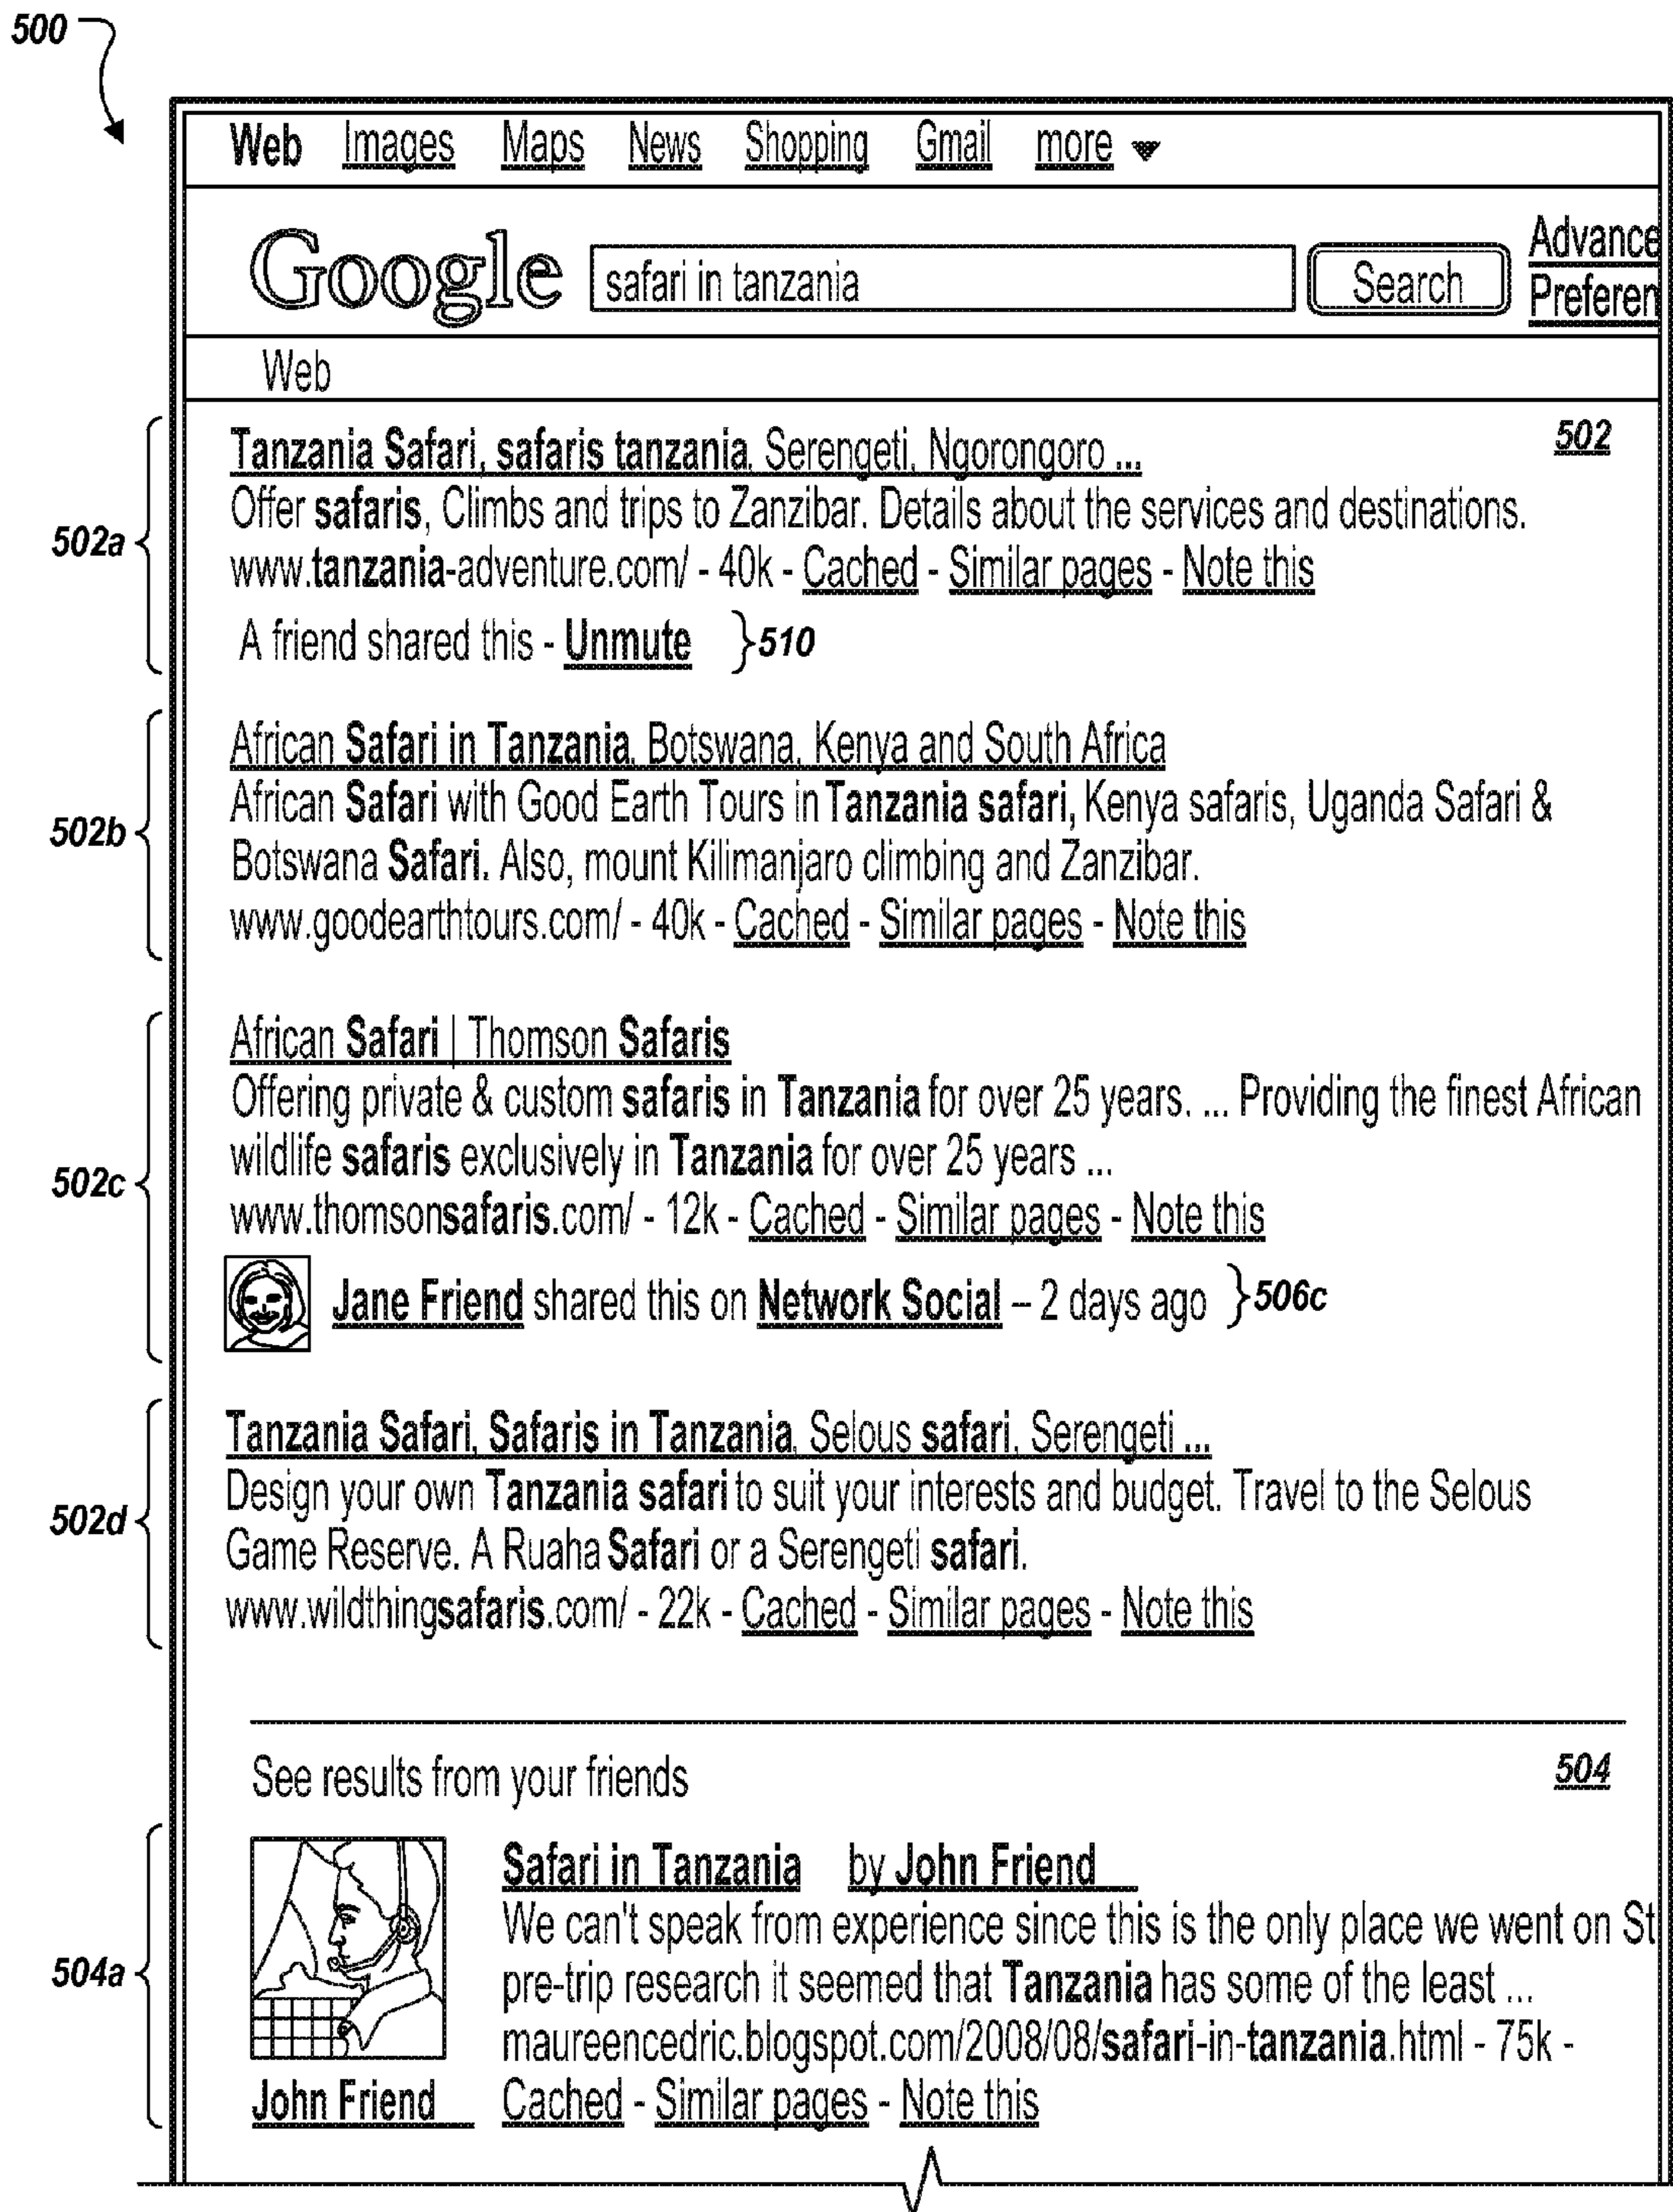 500
Web Images Maps News Shopping Gmail more
Google safari in tanzania Search Advance
Preferen
Web
502
Tanzania Safari, safaris tanzania, Serengeti, Ngorongoro ...
Offer safaris, Climbs and trips to Zanzibar. Details about the services and destinations.
502a
www.tanzania-adventure.com/ - 40k - Cached - Similar pages - Note this
A friend shared this - Unmute 510
African Safari in Tanzania, Botswana, Kenya and South Africa
African Safari with Good Earth Tours in Tanzania safari, Kenya safaris, Uganda Safari &
502b
Botswana Safari. Also, mount Kilimanjaro climbing and Zanzibar.
www.goodearthtours.com/ - 40k - Cached - Similar pages - Note this
African Safari | Thomson Safaris
Offering private & custom safaris in Tanzania for over 25 years. ... Providing the finest African
wildlife safaris exclusively in Tanzania for over 25 years ...
502c
www.thomsonsafaris.com/ - 12k - Cached - Similar pages - Note this
Jane Friend shared this on Network Social – 2 days ago 506c
Tanzania Safari, Safaris in Tanzania, Selous safari, Serengeti ...
Design your own Tanzania safari to suit your interests and budget. Travel to the Selous
502d
Game Reserve. A Ruaha Safari or a Serengeti safari.
www.wildthingsafaris.com/ - 22k - Cached - Similar pages - Note this
See results from your friends 504
Safari in Tanzania by John Friend
We can't speak from experience since this is the only place we went on St
504a
pre-trip research it seemed that Tanzania has some of the least ...
maureencedric.blogspot.com/2008/08/safari-in-tanzania.html - 75k -
John Friend Cached - Similar pages - Note this